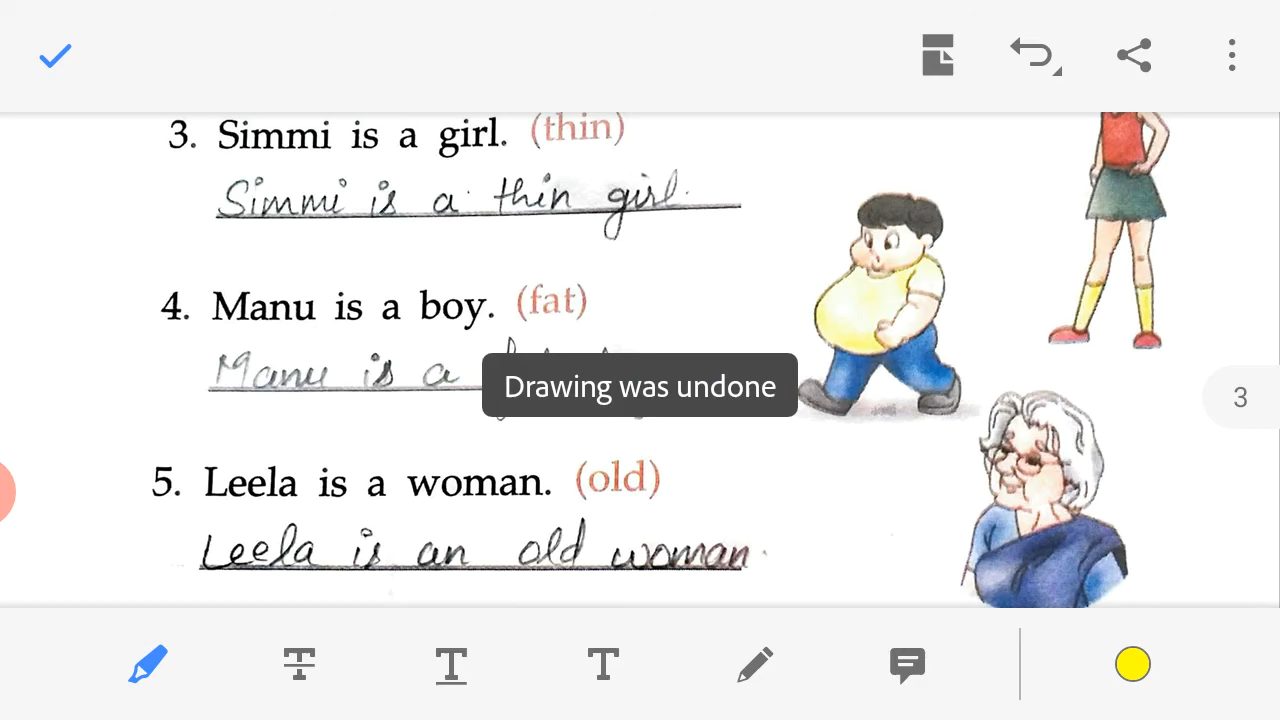 3. Simmi is a girl. (thin)
Simmi is a thin girl.
4. Manu is a boy. (fat)
Manu is a
Drawing was undone
3
5. Leela is a woman. (old)
Leela is an old woman.
T
T
T